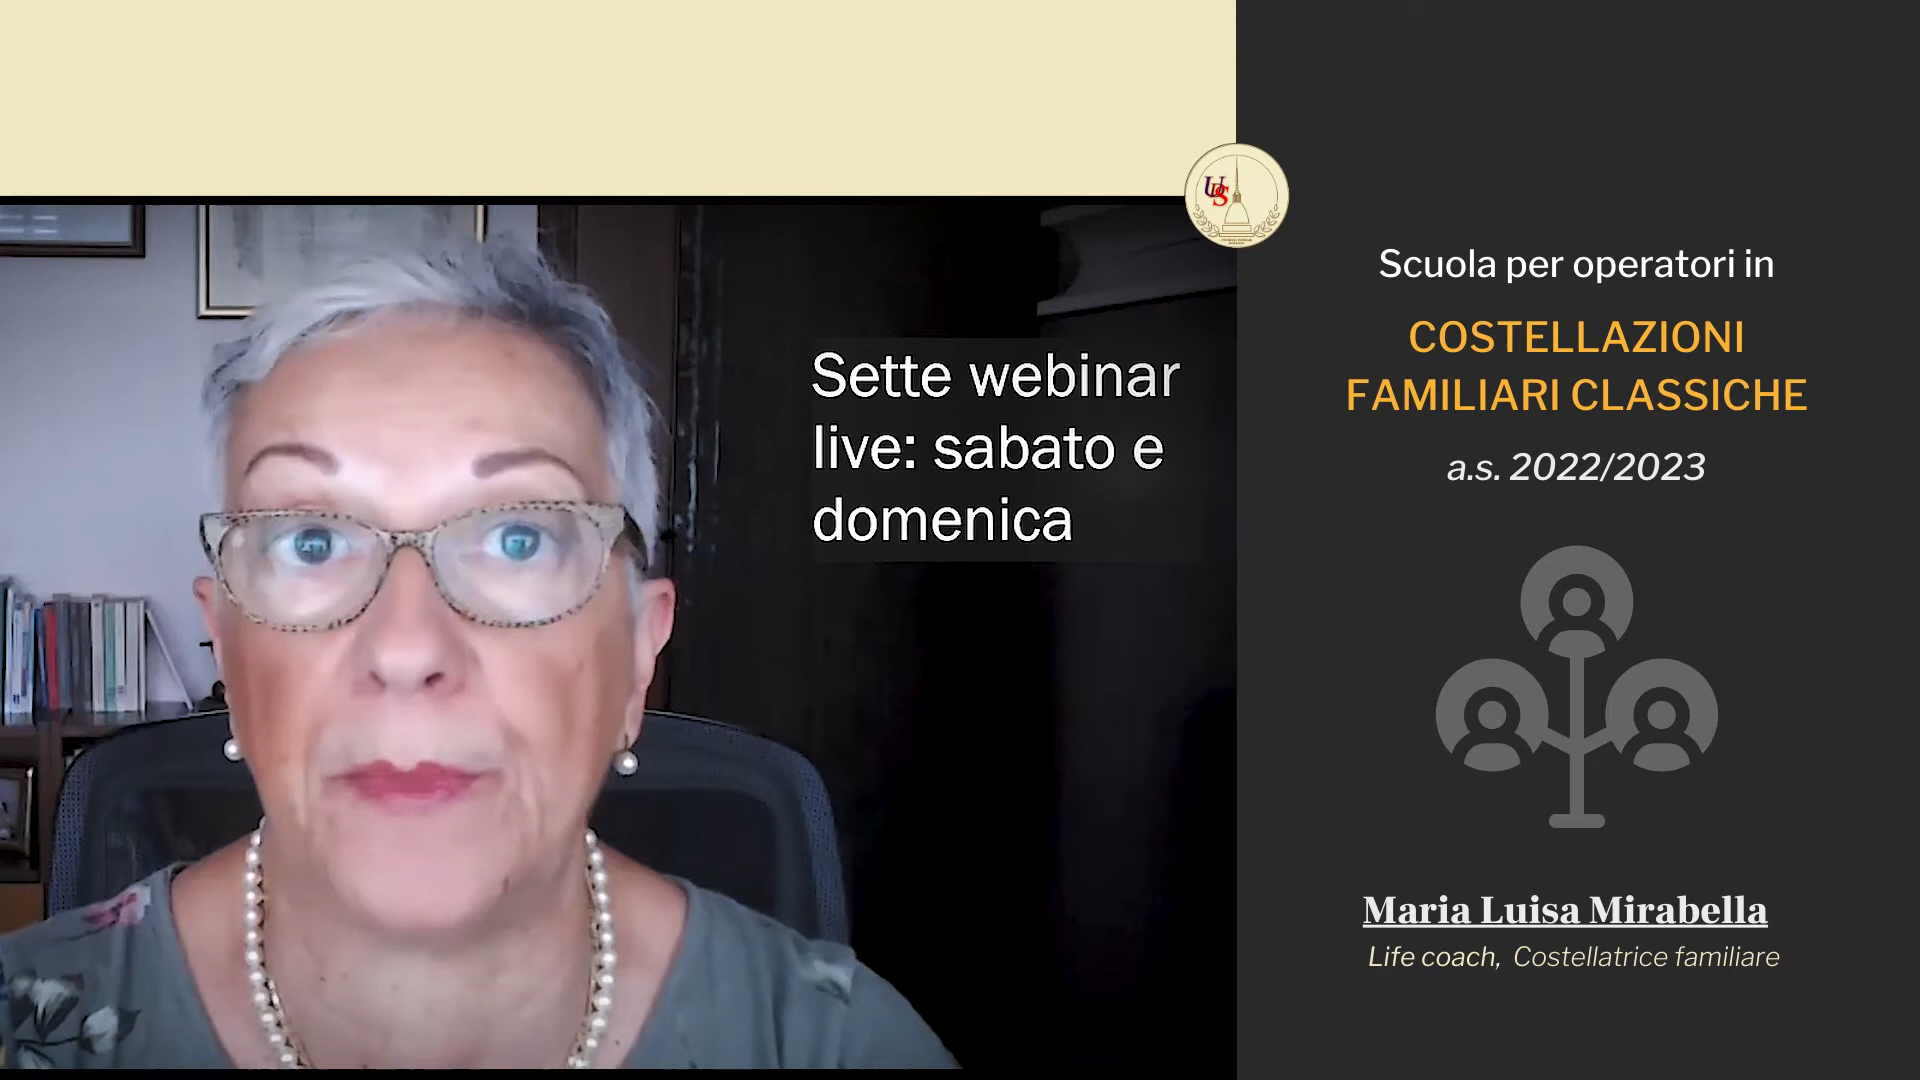 Sette webinar
live: sabato e
domenica
UPS
Scuola per operatori in
COSTELLAZIONI
FAMILIARI CLASSICHE
a.s. 2022/2023
Maria Luisa Mirabella
Life coach, Costellatrice familiare